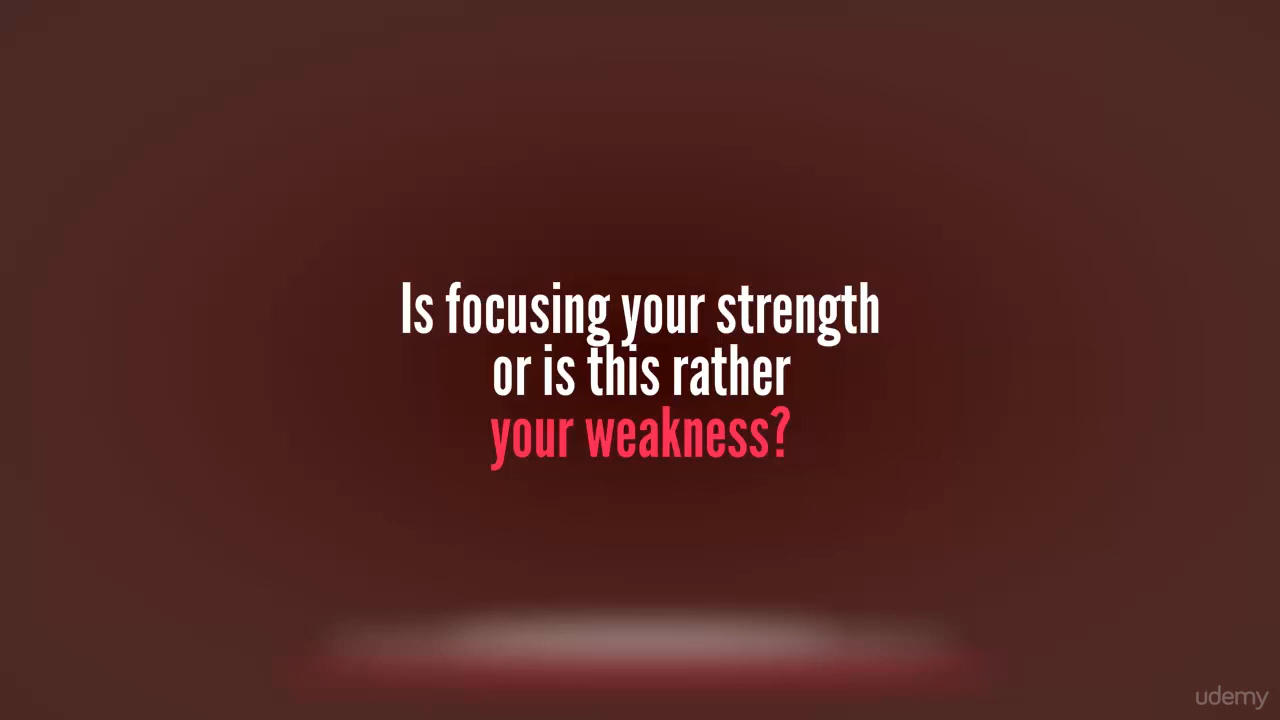 Is focusing your strength
or is this rather
your weakness?
udemy